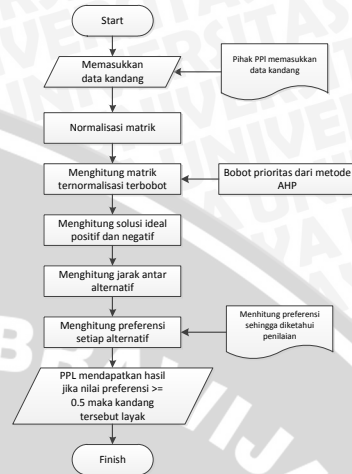 Start
Memasukkan
data kandang
Pihak PPl memasukkan
data kandang
Normalisasi matrik
Menghitung matrik
ternormalisasi terbobot
Bobot prioritas dari metode
AHP
Menghitung solusi ideal
positif dan negatif
Menghitung jarak antar
alternatif
Menghitung preferensi
setiap alternatif
Menhitung preferensi
sehingga diketahui
penilaian
PPL mendapatkan hasil
jika nilai preferensi >=
0.5 maka kandang
tersebut layak
Finish
BRAWIJA